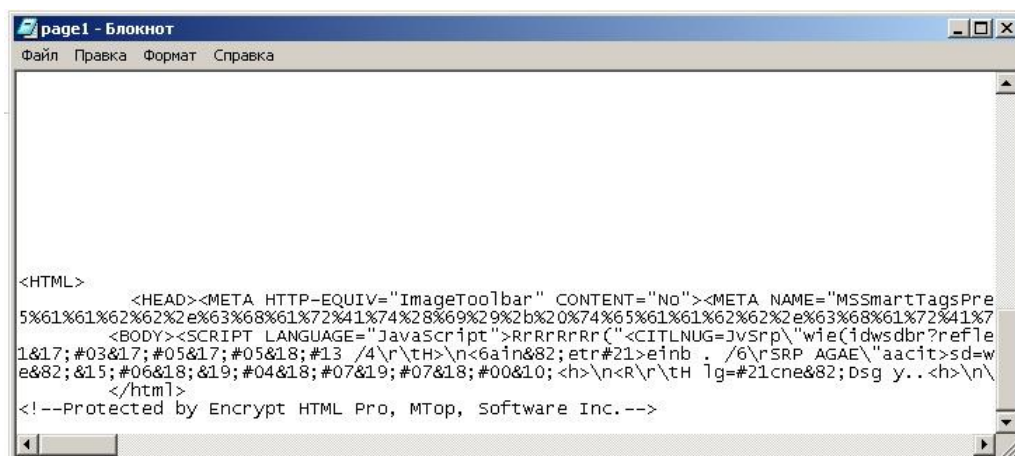 page1 - Блокнот
Файл Правка Формат Справка
<HTML>
<HEAD><META HTTP-EQUIV="ImageToolbar" CONTENT="No"><META NAME="MSSmartTagsPre
5%61%61%62%62%2e%63%68%61%72%41%74%28%69%29%2b%20%74%65%61%61%62%62%2e%63%68%61%72%41%7
<BODY><SCRIPT LANGUAGE="JavaScript">RrRrRrRr("<CITLNUG=JvSrp\"wie(idwsdbr?refle
1&17;#03&17;#05&17;#05&18;#13 /4\r\tH>\n<6ain&82;etr#21>einb . /6\rSRP AGAE\"aacit>sd=w
e&82;&15;#06&18;&19;#04&18;#07&19;#07&18;#00&10;<h>\n<R\r\tH lg=#21cne&82;Dsg y..<h>\n\
</html>
<!--Protected by Encrypt HTML Pro, MTop, Software Inc.-->